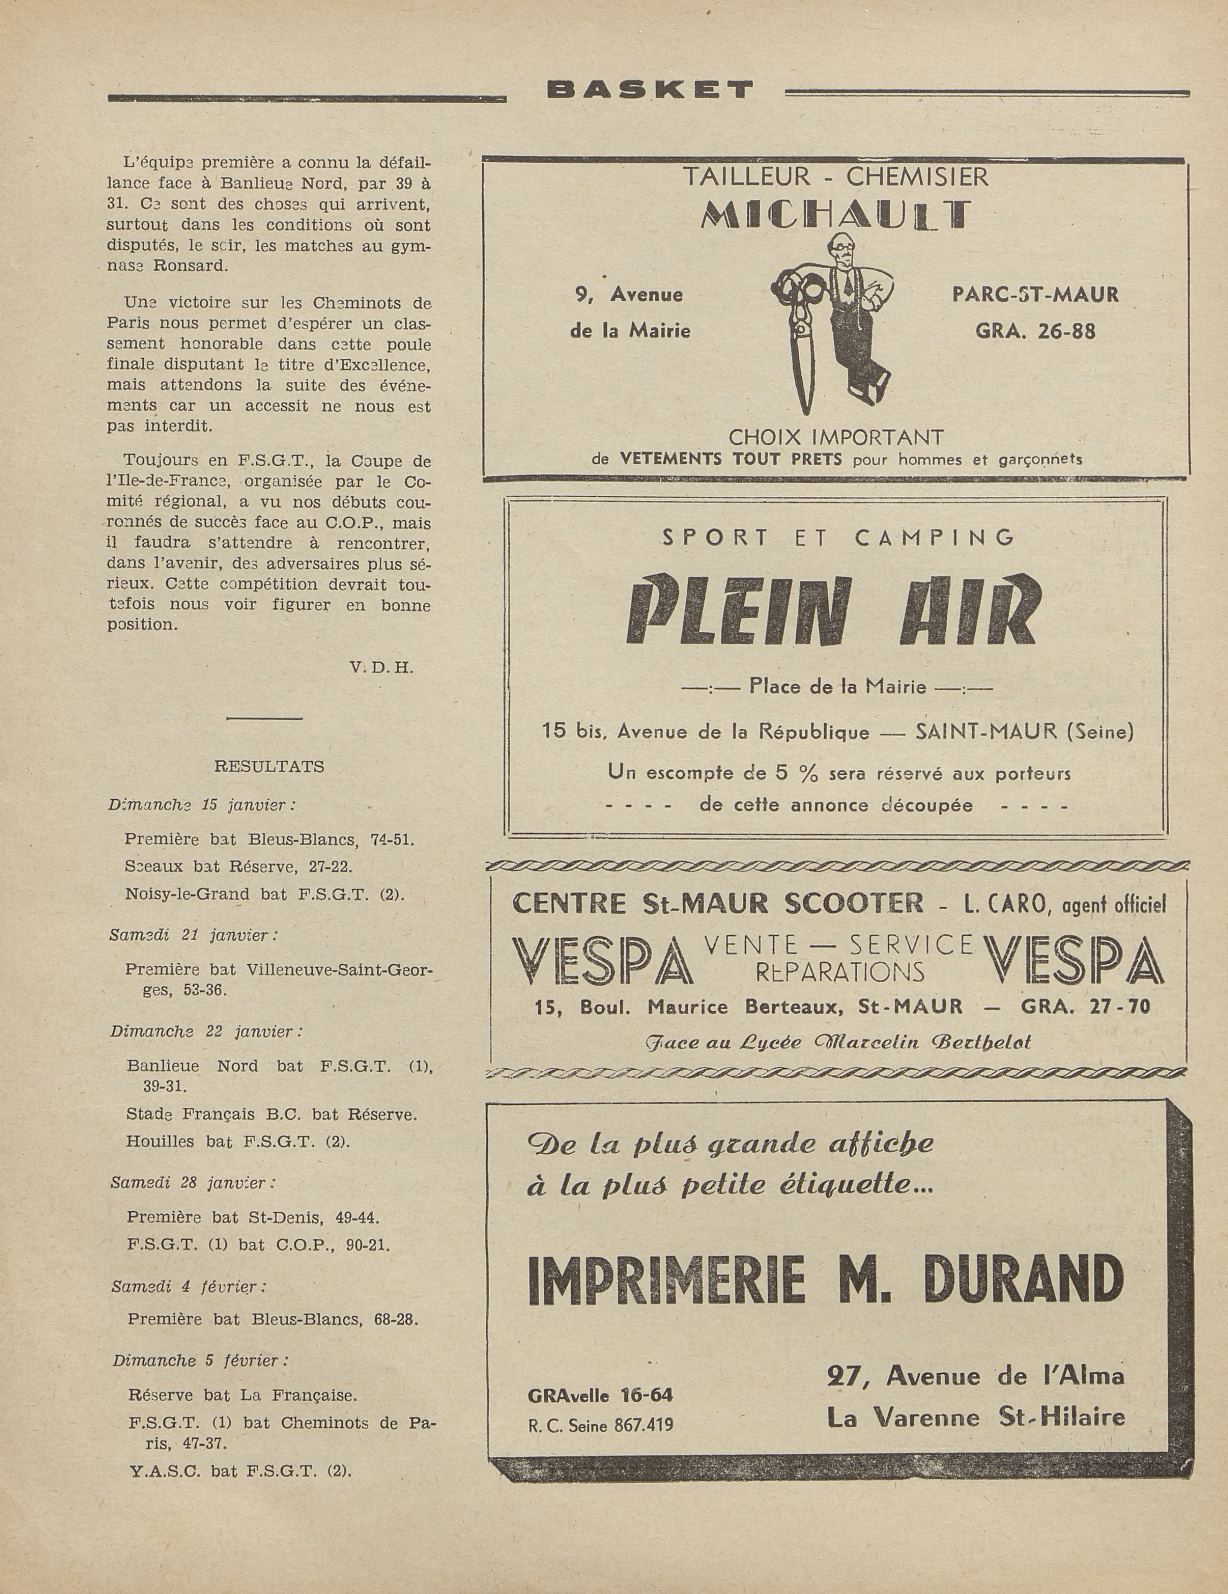 BASKET
L'équipe première a connu la défail-
lance face à Banlieue Nord, par 39 à
31. Ce sont des choses qui arrivent,
surtout dans les conditions où sont
disputés, le soir, les matches au gym-
nase Ronsard.
Une victoire sur les Cheminots de
Paris nous permet d'espérer un clas-
sement honorable dans cette poule
finale disputant le titre d'Excellence,
mais attendons la suite des événe-
ments car un accessit ne nous est
pas interdit.
Toujours en F.S.G.T., la Coupe de
l'Ile-de-France, organisée par le Co-
mité régional, a vu nos débuts cou-
ronnés de succès face au C.O.P., mais
il faudra s'attendre à rencontrer,
dans l'avenir, des adversaires plus sé-
rieux. Cette compétition devrait tou-
tefois nous voir figurer en bonne
position.
V. D. H.
RESULTATS
Dimanche 15 janvier :
Première bat Bleus-Blancs, 74-51.
Sceaux bat Réserve, 27-22.
Noisy-le-Grand bat F.S.G.T. (2).
Samedi 21 janvier :
Première bat Villeneuve-Saint-Geor-
ges, 53-36.
Dimanche 22 janvier :
Banlieue Nord bat F.S.G.T. (1),
39-31.
Stade Français B.C. bat Réserve.
Houilles bat F.S.G.T. (2).
Samedi 28 janvier :
Première bat St-Denis, 49-44.
F.S.G.T. (1) bat C.O.P., 90-21.
Samedi 4 février :
Première bat Bleus-Blancs, 68-28.
Dimanche 5 février :
Réserve bat La Française.
F.S.G.T. (1) bat Cheminots de Pa-
ris, 47-37.
Y.A.S.C. bat F.S.G.T. (2).
TAILLEUR - CHEMISIER
MICHAULT
9, Avenue
de la Mairie
PARC-ST-MAUR
GRA. 26-88
CHOIX IMPORTANT
de VETEMENTS TOUT PRETS pour hommes et garçonnets
SPORT ET CAMPING
PLEIN AIR
—:— Place de la Mairie —:—
15 bis, Avenue de la République — SAINT-MAUR (Seine)
Un escompte de 5 % sera réservé aux porteurs
- - - - de cette annonce découpée - - - -
CENTRE St-MAUR SCOOTER - L. CARO, agent officiel
VESPA VENTE — SERVICE VESPA
REPARATIONS
15, Boul. Maurice Berteaux, St-MAUR — GRA. 27-70
Face au Lycée Marcelin Berthelot
De la plus grande affiche
à la plus petite étiquette...
IMPRIMERIE M. DURAND
GRAvelle 16-64
R. C. Seine 867.419
27, Avenue de l'Alma
La Varenne St-Hilaire